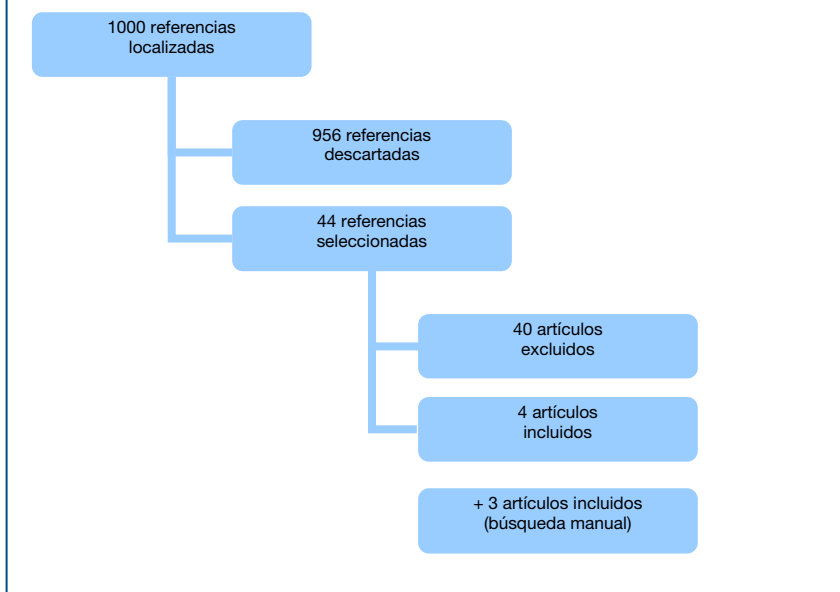 1000 referencias
localizadas
956 referencias
descartadas
44 referencias
seleccionadas
40 artículos
excluidos
4 artículos
incluidos
+ 3 artículos incluidos
(búsqueda manual)